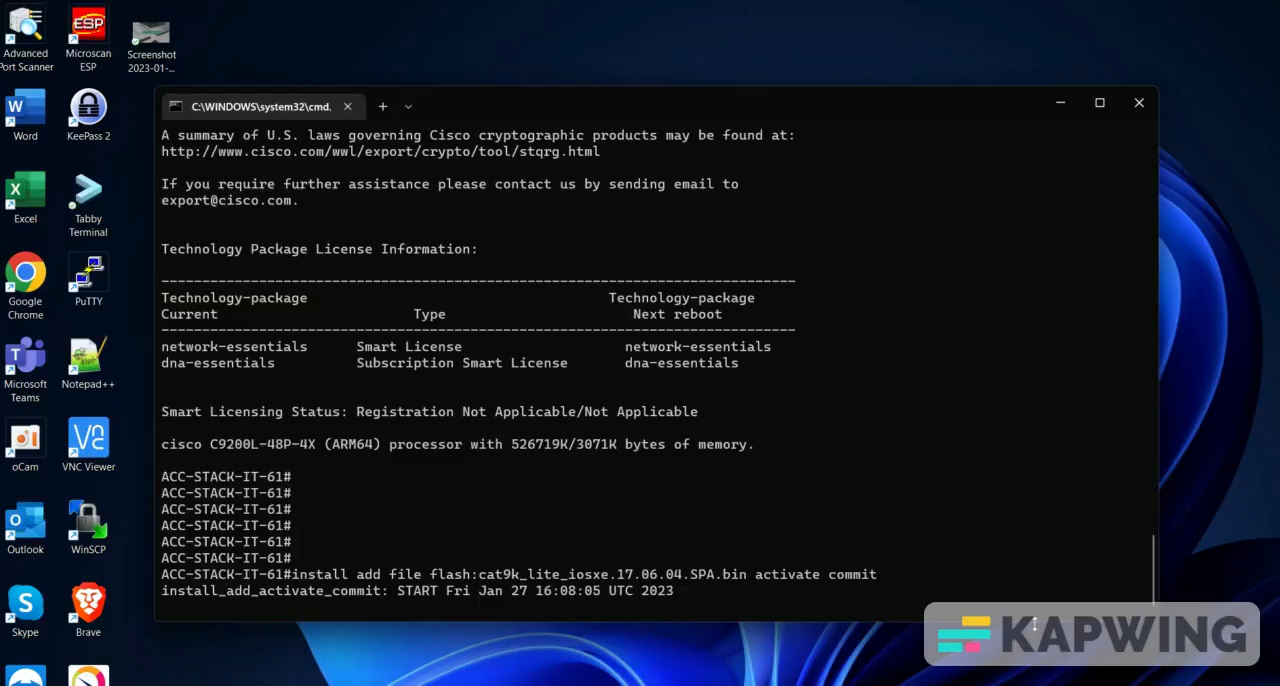 Advanced
Port Scanner
ESP
Microscan
ESP
Screenshot
2023-01-...
W
Word
KeePass 2
X
Excel
Tabby
Terminal
Google
Chrome
PuTTY
T
Microsoft
Teams
Notepad++
oCam
VNC Viewer
O
Outlook
WinSCP
S
Skype
Brave
C:\WINDOWS\system32\cmd.
A summary of U.S. laws governing Cisco cryptographic products may be found at:
http://www.cisco.com/wwl/export/crypto/tool/stqrg.html
If you require further assistance please contact us by sending email to
export@cisco.com.
Technology Package License Information:
------------------------------------------------------------------------------
Technology-package Technology-package
Current Type Next reboot
------------------------------------------------------------------------------
network-essentials Smart License network-essentials
dna-essentials Subscription Smart License dna-essentials
Smart Licensing Status: Registration Not Applicable/Not Applicable
cisco C9200L-48P-4X (ARM64) processor with 526719K/3071K bytes of memory.
ACC-STACK-IT-61#
ACC-STACK-IT-61#
ACC-STACK-IT-61#
ACC-STACK-IT-61#
ACC-STACK-IT-61#
ACC-STACK-IT-61#
ACC-STACK-IT-61#install add file flash:cat9k_lite_iosxe.17.06.04.SPA.bin activate commit
install_add_activate_commit: START Fri Jan 27 16:08:05 UTC 2023
KAPWING